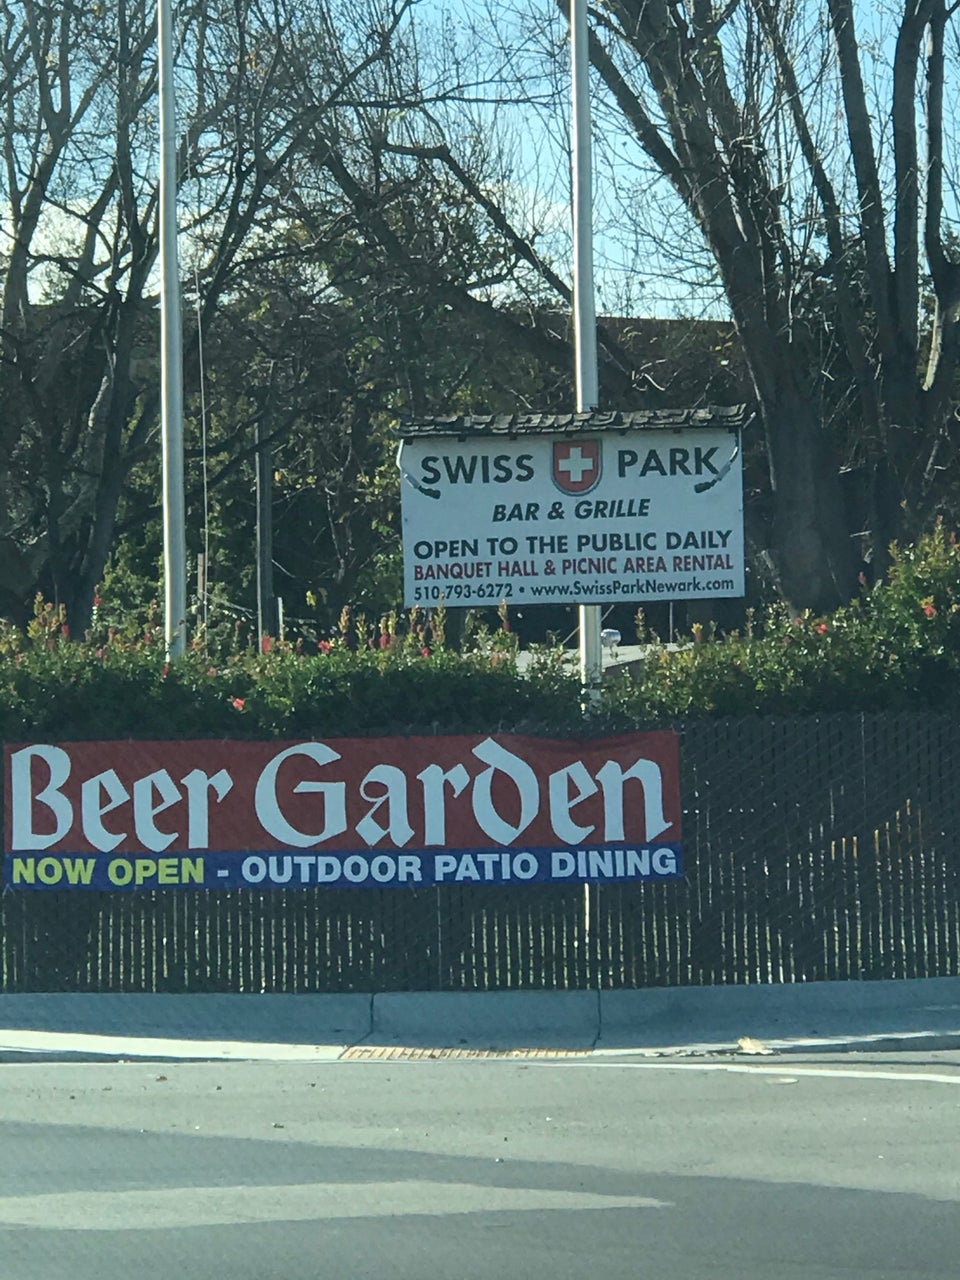 SWISS PARK
BAR & GRILLE
OPEN TO THE PUBLIC DAILY
BANQUET HALL & PICNIC AREA RENTAL
510-793-6272 • www.SwissParkNewark.com
Beer Garden
NOW OPEN - OUTDOOR PATIO DINING